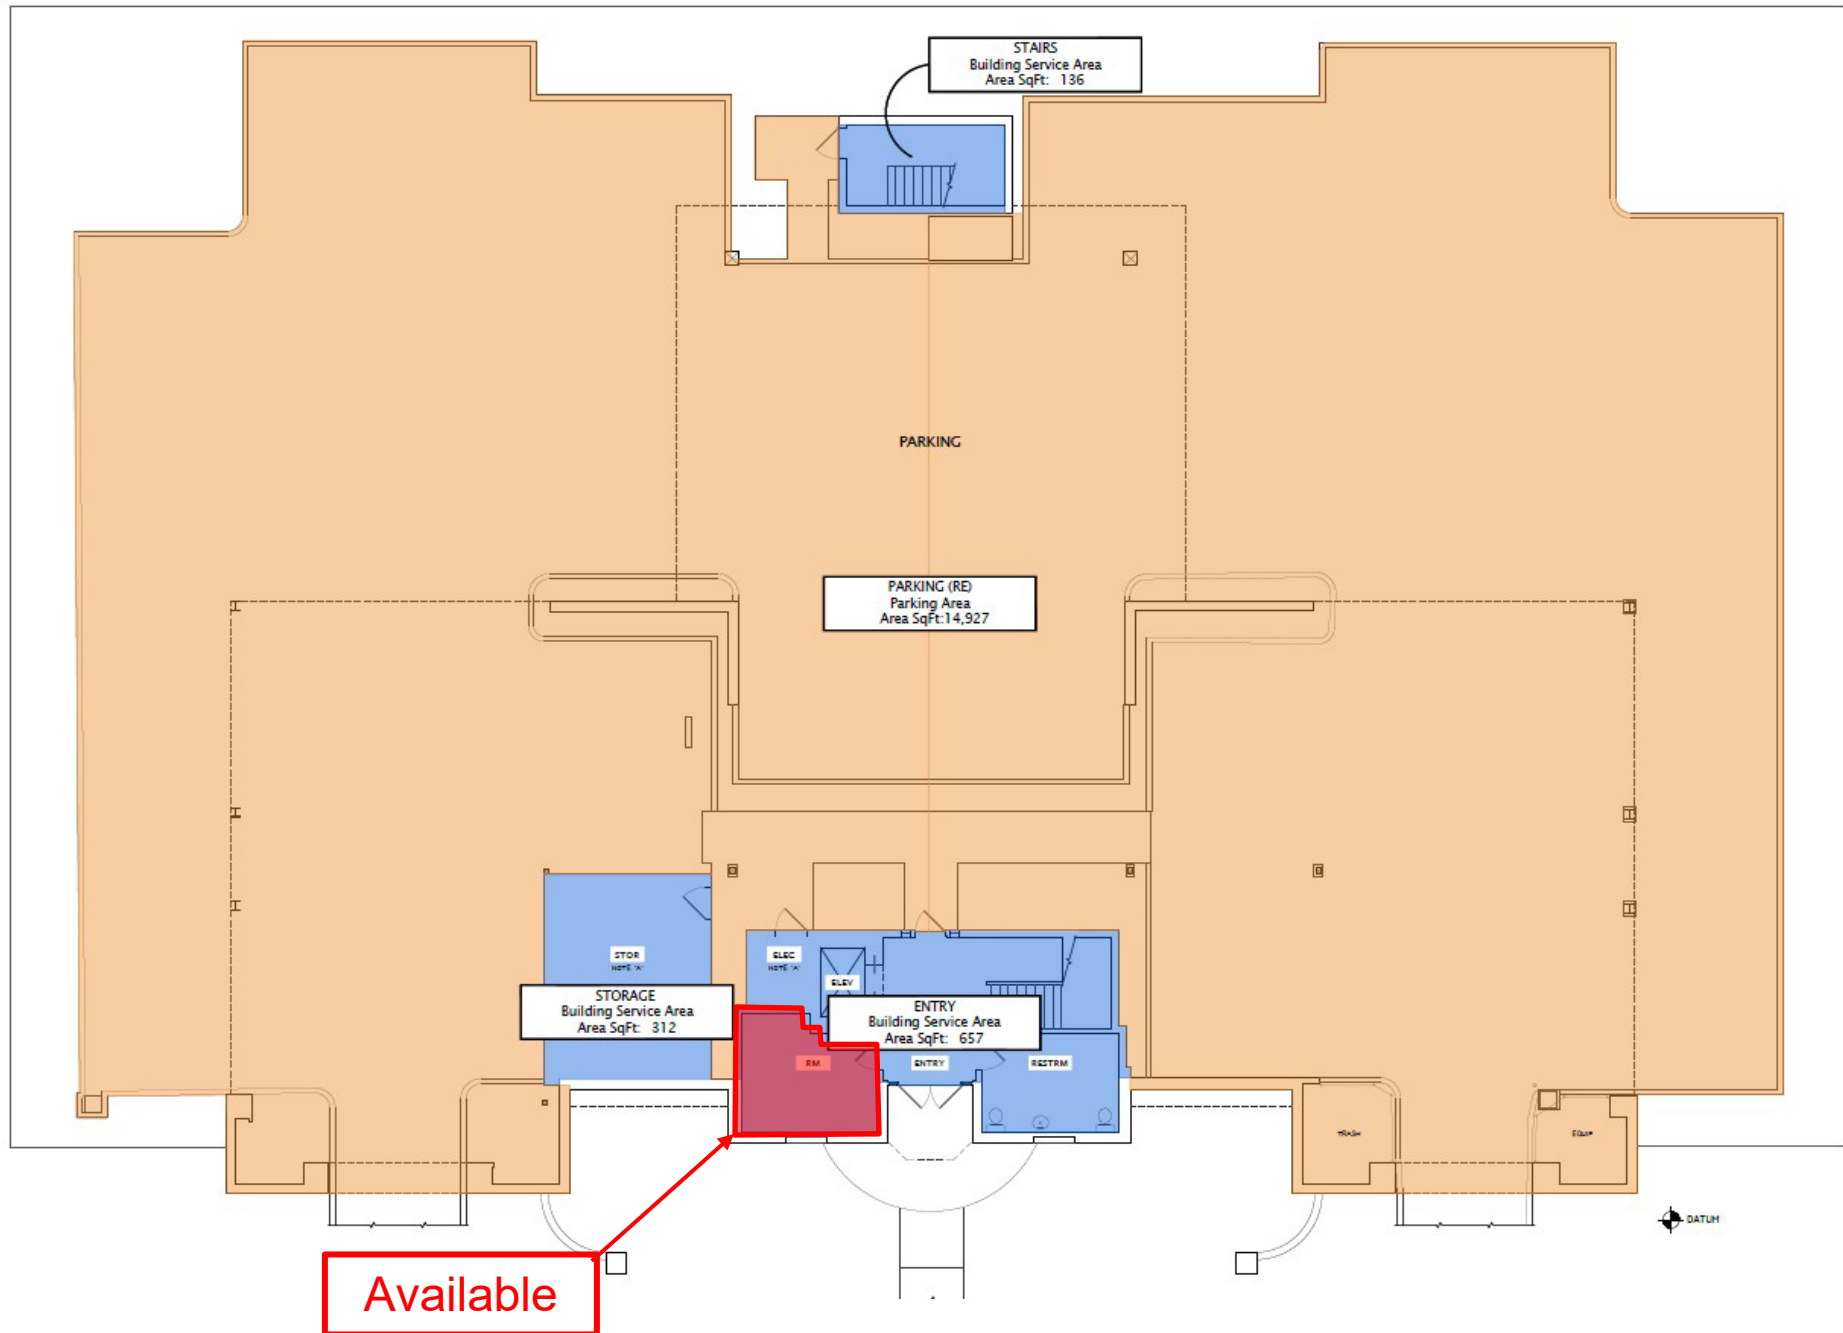 STAIRS
Building Service Area
Area SqFt: 136
PARKING
PARKING (RE)
Parking Area
Area SqFt:14,927
STOR
NOTE 'A'
ELEC
NOTE 'A'
ELEV
STORAGE
Building Service Area
Area SqFt: 312
ENTRY
Building Service Area
Area SqFt: 657
RM
ENTRY
RESTRM
TRASH
EQUIP
DATUM
Available